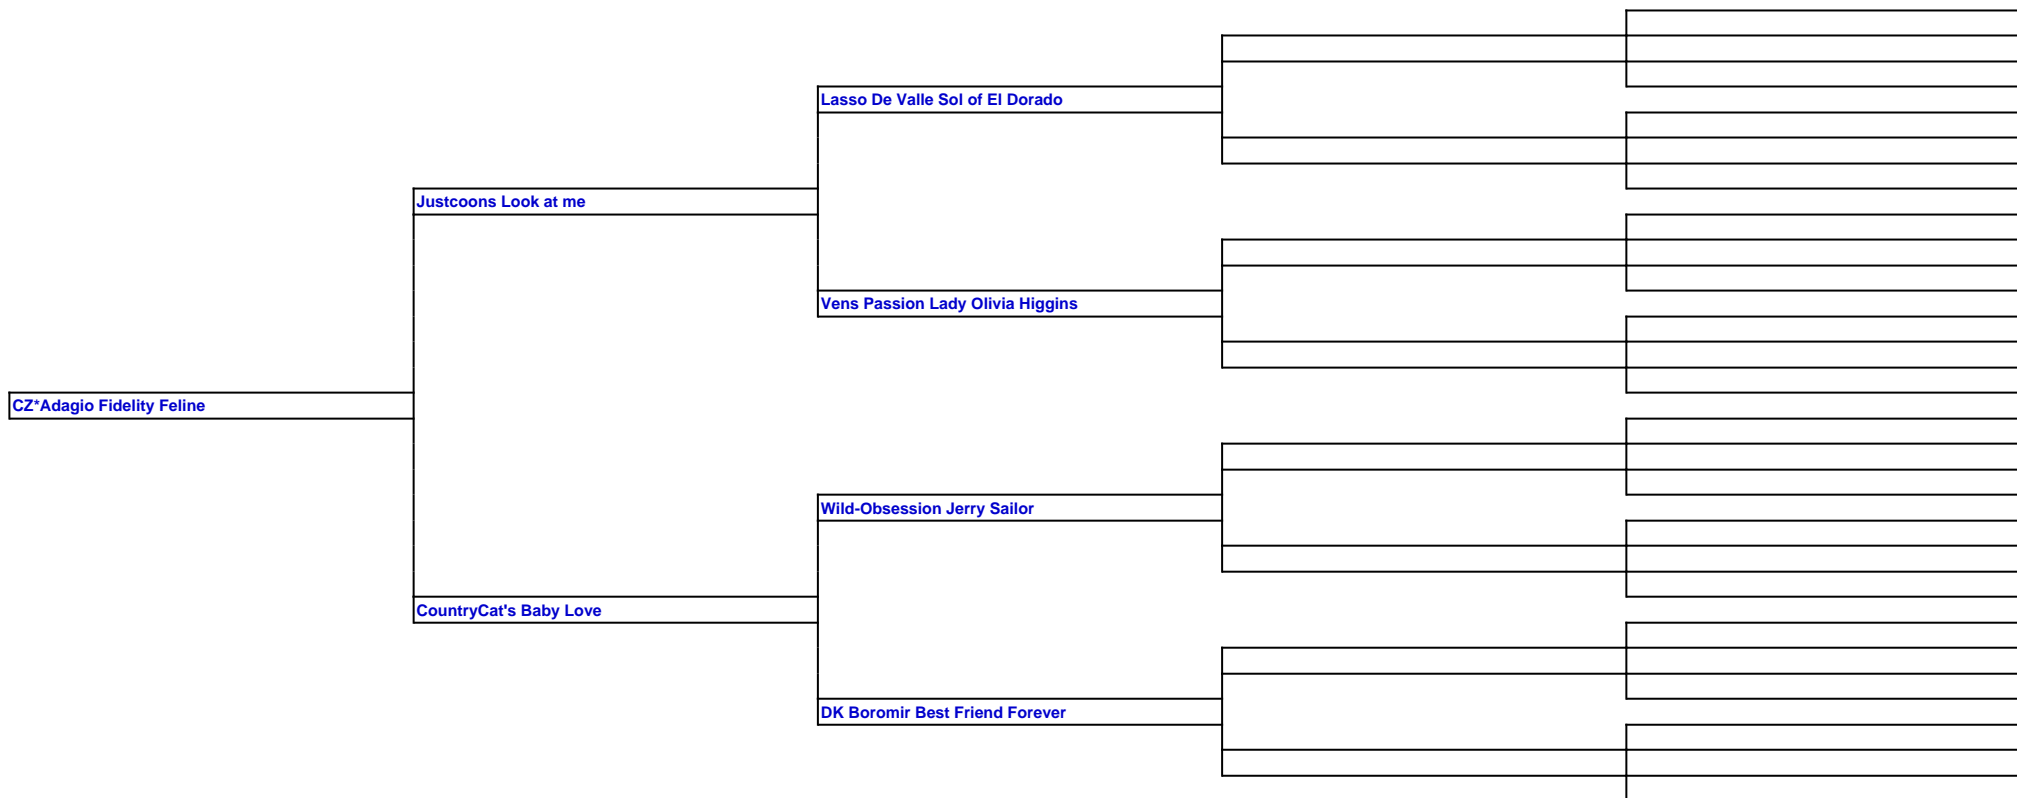 Lasso De Valle Sol of El Dorado
Justcoons Look at me
Vens Passion Lady Olivia Higgins
CZ*Adagio Fidelity Feline
Wild-Obsession Jerry Sailor
CountryCat's Baby Love
DK Boromir Best Friend Forever